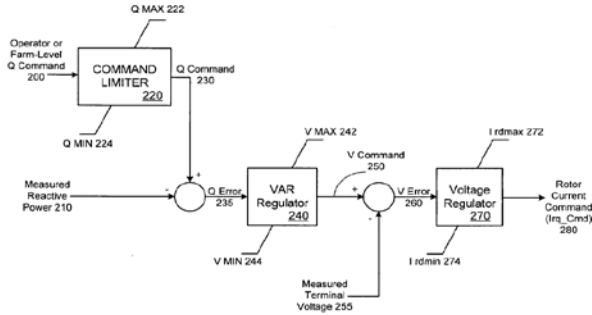 Q MAX 222
Operator or
Farm-Level
Q Command
200
COMMAND
LIMITER
220
Q Command
230
Q MIN 224
V MAX 242
I rdmax 272
V Command
250
+
-
Measured
Reactive
Power 210
Q Error
235
VAR
Regulator
240
+
-
V Error
260
Voltage
Regulator
270
Rotor
Current
Command
(Irq_Cmd)
280
V MIN 244
I rdmin 274
Measured
Terminal
Voltage 255